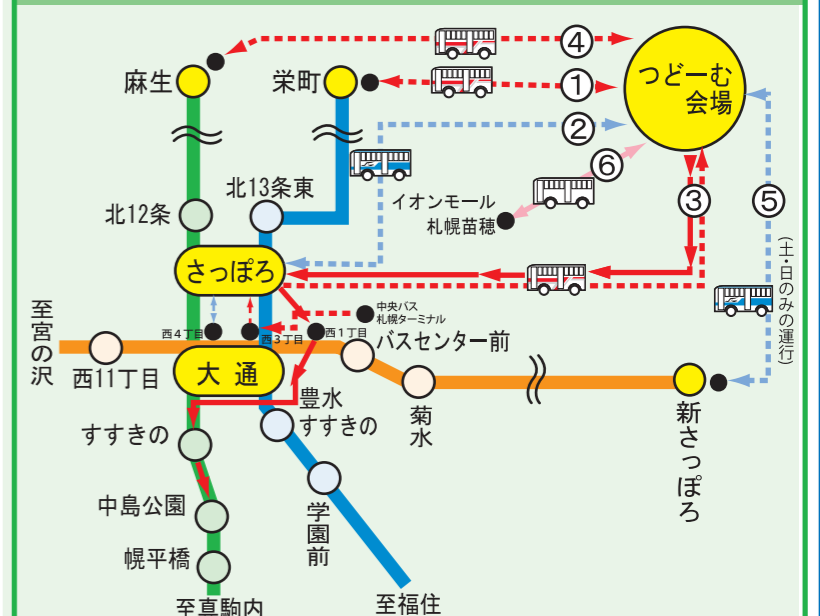 ④
麻生
栄町
①
つどーむ
会場
②
⑥
イオンモール
札幌苗穂
③
⑤
(土・日のみの運行)
北13条東
北12条
さっぽろ
中央バス
札幌ターミナル
西4丁目
西3丁目
西1丁目
バスセンター前
至宮の沢
西11丁目
大通
菊水
新さっぽろ
豊水
すすきの
すすきの
中島公園
学園前
幌平橋
至真駒内
至福住